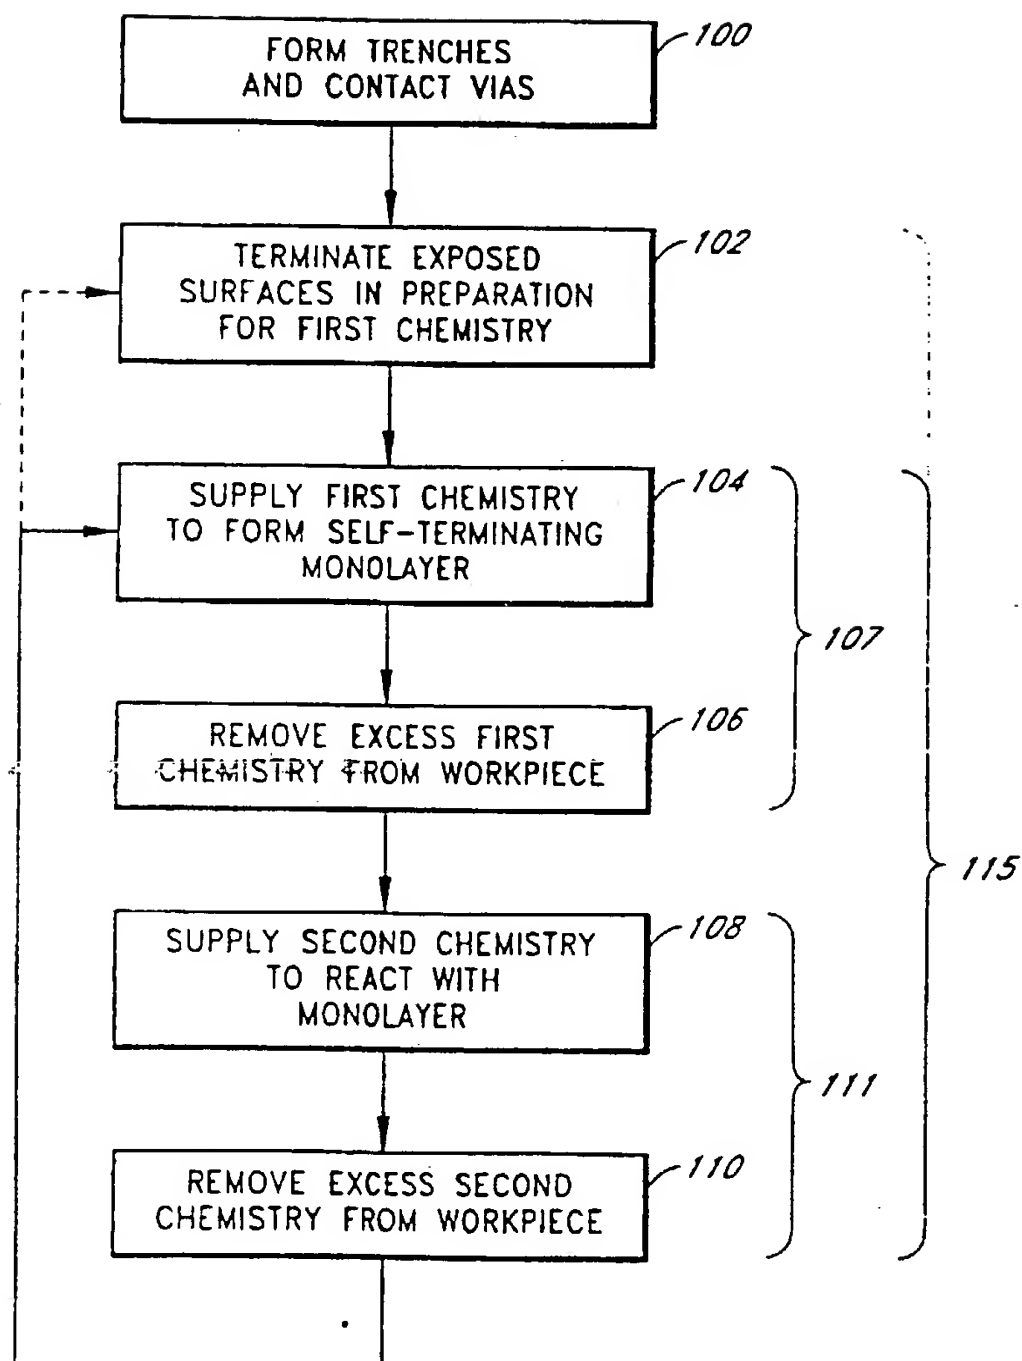 FORM TRENCHES
AND CONTACT VIAS
100
TERMINATE EXPOSED
SURFACES IN PREPARATION
FOR FIRST CHEMISTRY
102
SUPPLY FIRST CHEMISTRY
TO FORM SELF-TERMINATING
MONOLAYER
104
107
REMOVE EXCESS FIRST
CHEMISTRY FROM WORKPIECE
106
115
SUPPLY SECOND CHEMISTRY
TO REACT WITH
MONOLAYER
108
111
REMOVE EXCESS SECOND
CHEMISTRY FROM WORKPIECE
110